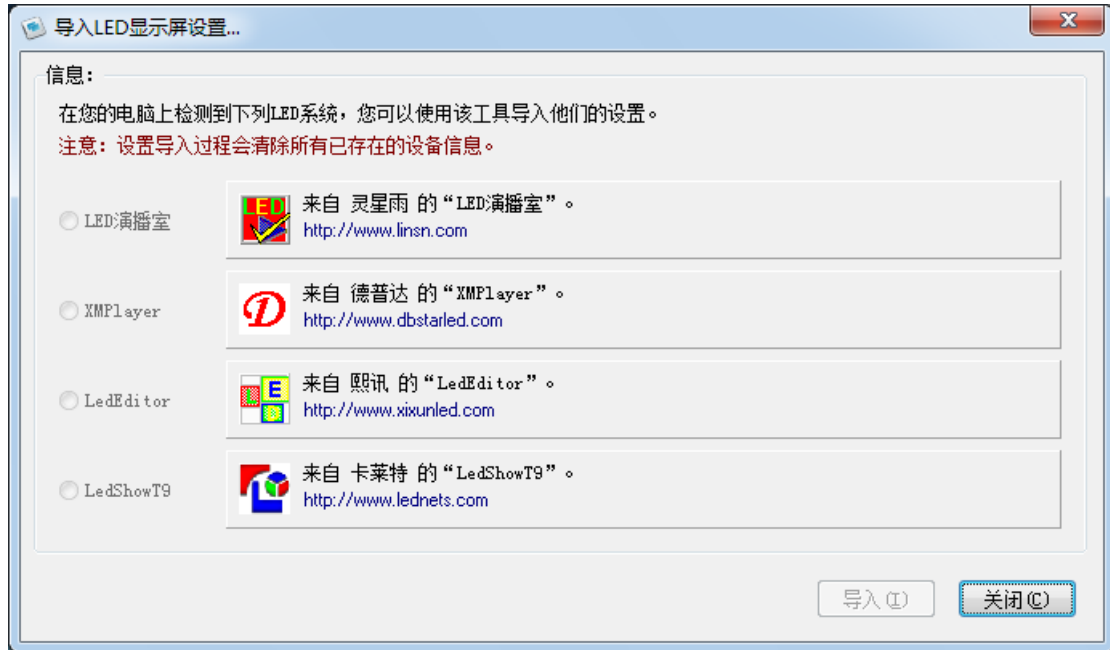 导入LED显示屏设置...
信息：
在您的电脑上检测到下列LED系统，您可以使用该工具导入他们的设置。
注意：设置导入过程会清除所有已存在的设备信息。
LED演播室
LED
来自 灵星雨 的“LED演播室”。
http://www.linsn.com
XMPlayer
D
来自 德普达 的“XMPlayer”。
http://www.dbstarled.com
LedEditor
L E D
来自 熙讯 的“LedEditor”。
http://www.xixunled.com
LedShowT9
来自 卡莱特 的“LedShowT9”。
http://www.lednets.com
导入(I)
关闭(C)